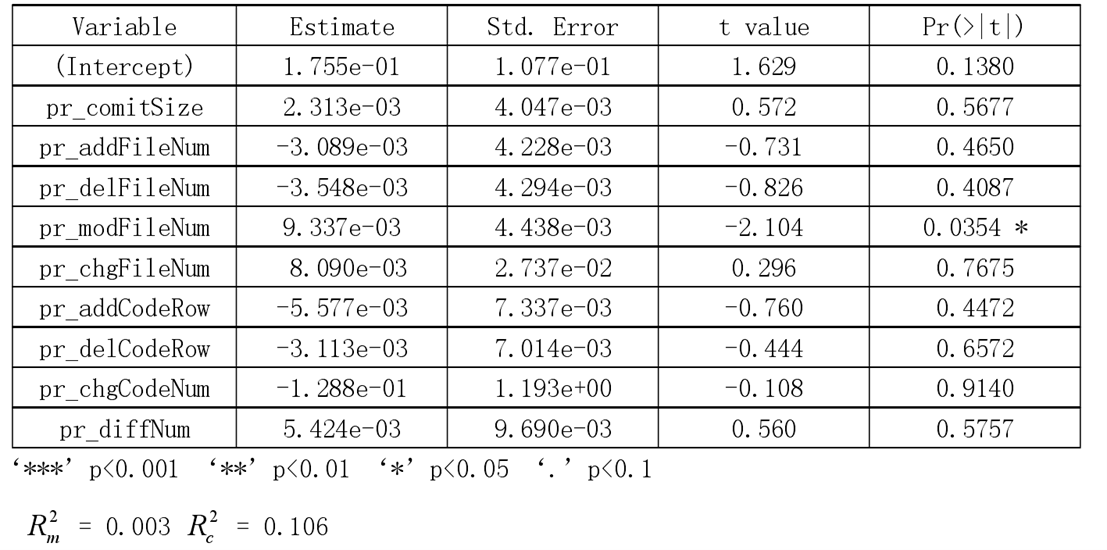 Variable Estimate Std. Error t value Pr(>|t|)
(Intercept) 1.755e-01 1.077e-01 1.629 0.1380
pr_comitSize 2.313e-03 4.047e-03 0.572 0.5677
pr_addFileNum -3.089e-03 4.228e-03 -0.731 0.4650
pr_delFileNum -3.548e-03 4.294e-03 -0.826 0.4087
pr_modFileNum 9.337e-03 4.438e-03 -2.104 0.0354 *
pr_chgFileNum 8.090e-03 2.737e-02 0.296 0.7675
pr_addCodeRow -5.577e-03 7.337e-03 -0.760 0.4472
pr_delCodeRow -3.113e-03 7.014e-03 -0.444 0.6572
pr_chgCodeNum -1.288e-01 1.193e+00 -0.108 0.9140
pr_diffNum 5.424e-03 9.690e-03 0.560 0.5757
‘***’ p<0.001 ‘**’ p<0.01 ‘*’ p<0.05 ‘.’ p<0.1
R²ₘ = 0.003 R²c = 0.106